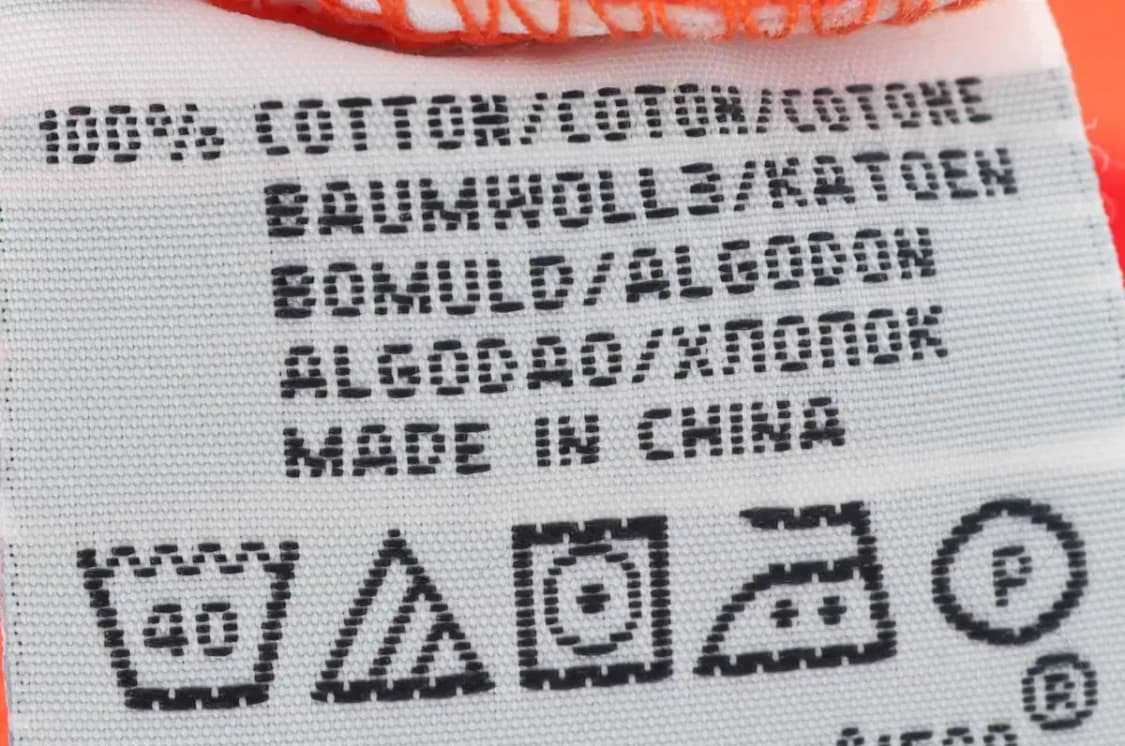 100% COTTON/COTON/COTONE
BAUMWOLL3/KATOEN
BOMULD/ALGODON
ALGODAO/ХЛОПОК
MADE IN CHINA
40
P
®